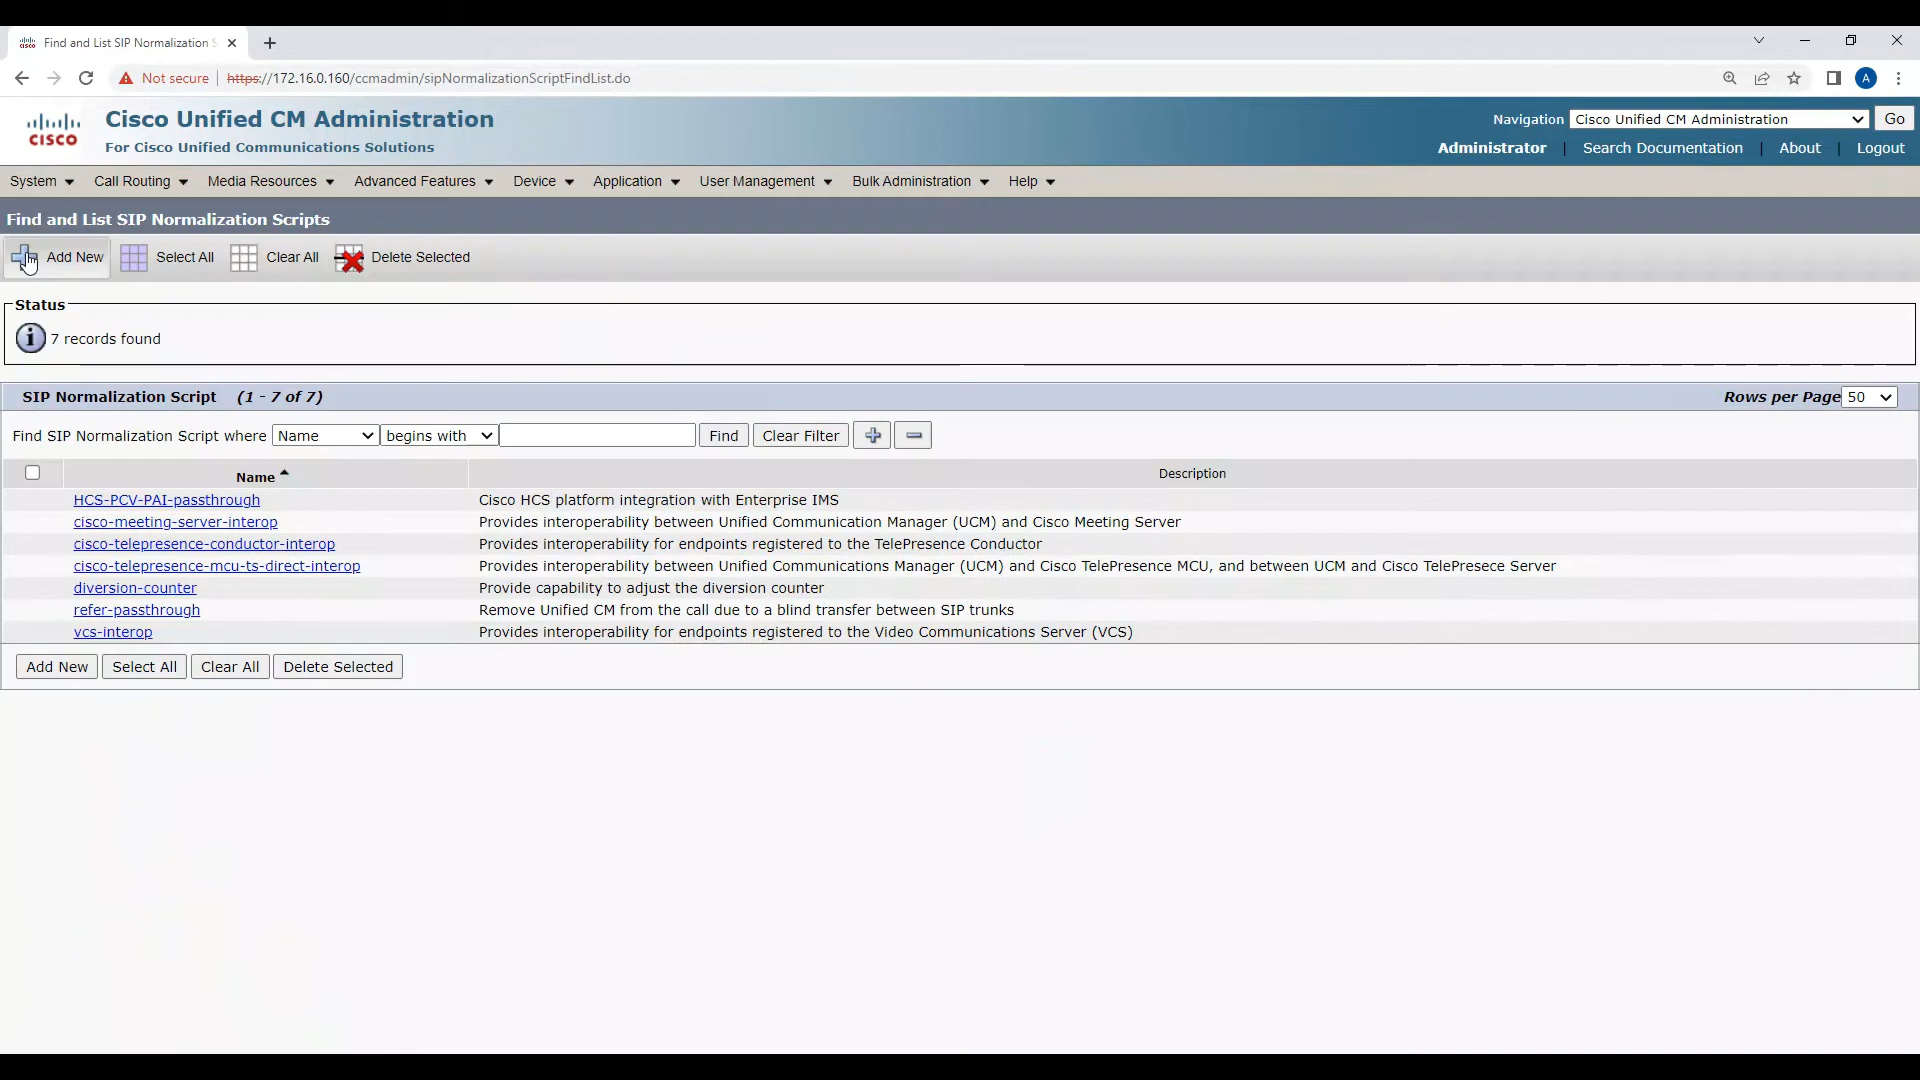 Find and List SIP Normalization S
Not secure https://172.16.0.160/ccmadmin/sipNormalizationScriptFindList.do
A
CISCO
Cisco Unified CM Administration
For Cisco Unified Communications Solutions
Navigation Cisco Unified CM Administration Go
Administrator | Search Documentation | About | Logout
System Call Routing Media Resources Advanced Features Device Application User Management Bulk Administration Help
Find and List SIP Normalization Scripts
Add New Select All Clear All Delete Selected
Status
7 records found
SIP Normalization Script (1 - 7 of 7) Rows per Page 50
Find SIP Normalization Script where Name begins with Find Clear Filter
Name Description
HCS-PCV-PAI-passthrough Cisco HCS platform integration with Enterprise IMS
cisco-meeting-server-interop Provides interoperability between Unified Communication Manager (UCM) and Cisco Meeting Server
cisco-telepresence-conductor-interop Provides interoperability for endpoints registered to the TelePresence Conductor
cisco-telepresence-mcu-ts-direct-interop Provides interoperability between Unified Communications Manager (UCM) and Cisco TelePresence MCU, and between UCM and Cisco TelePresece Server
diversion-counter Provide capability to adjust the diversion counter
refer-passthrough Remove Unified CM from the call due to a blind transfer between SIP trunks
vcs-interop Provides interoperability for endpoints registered to the Video Communications Server (VCS)
Add New Select All Clear All Delete Selected